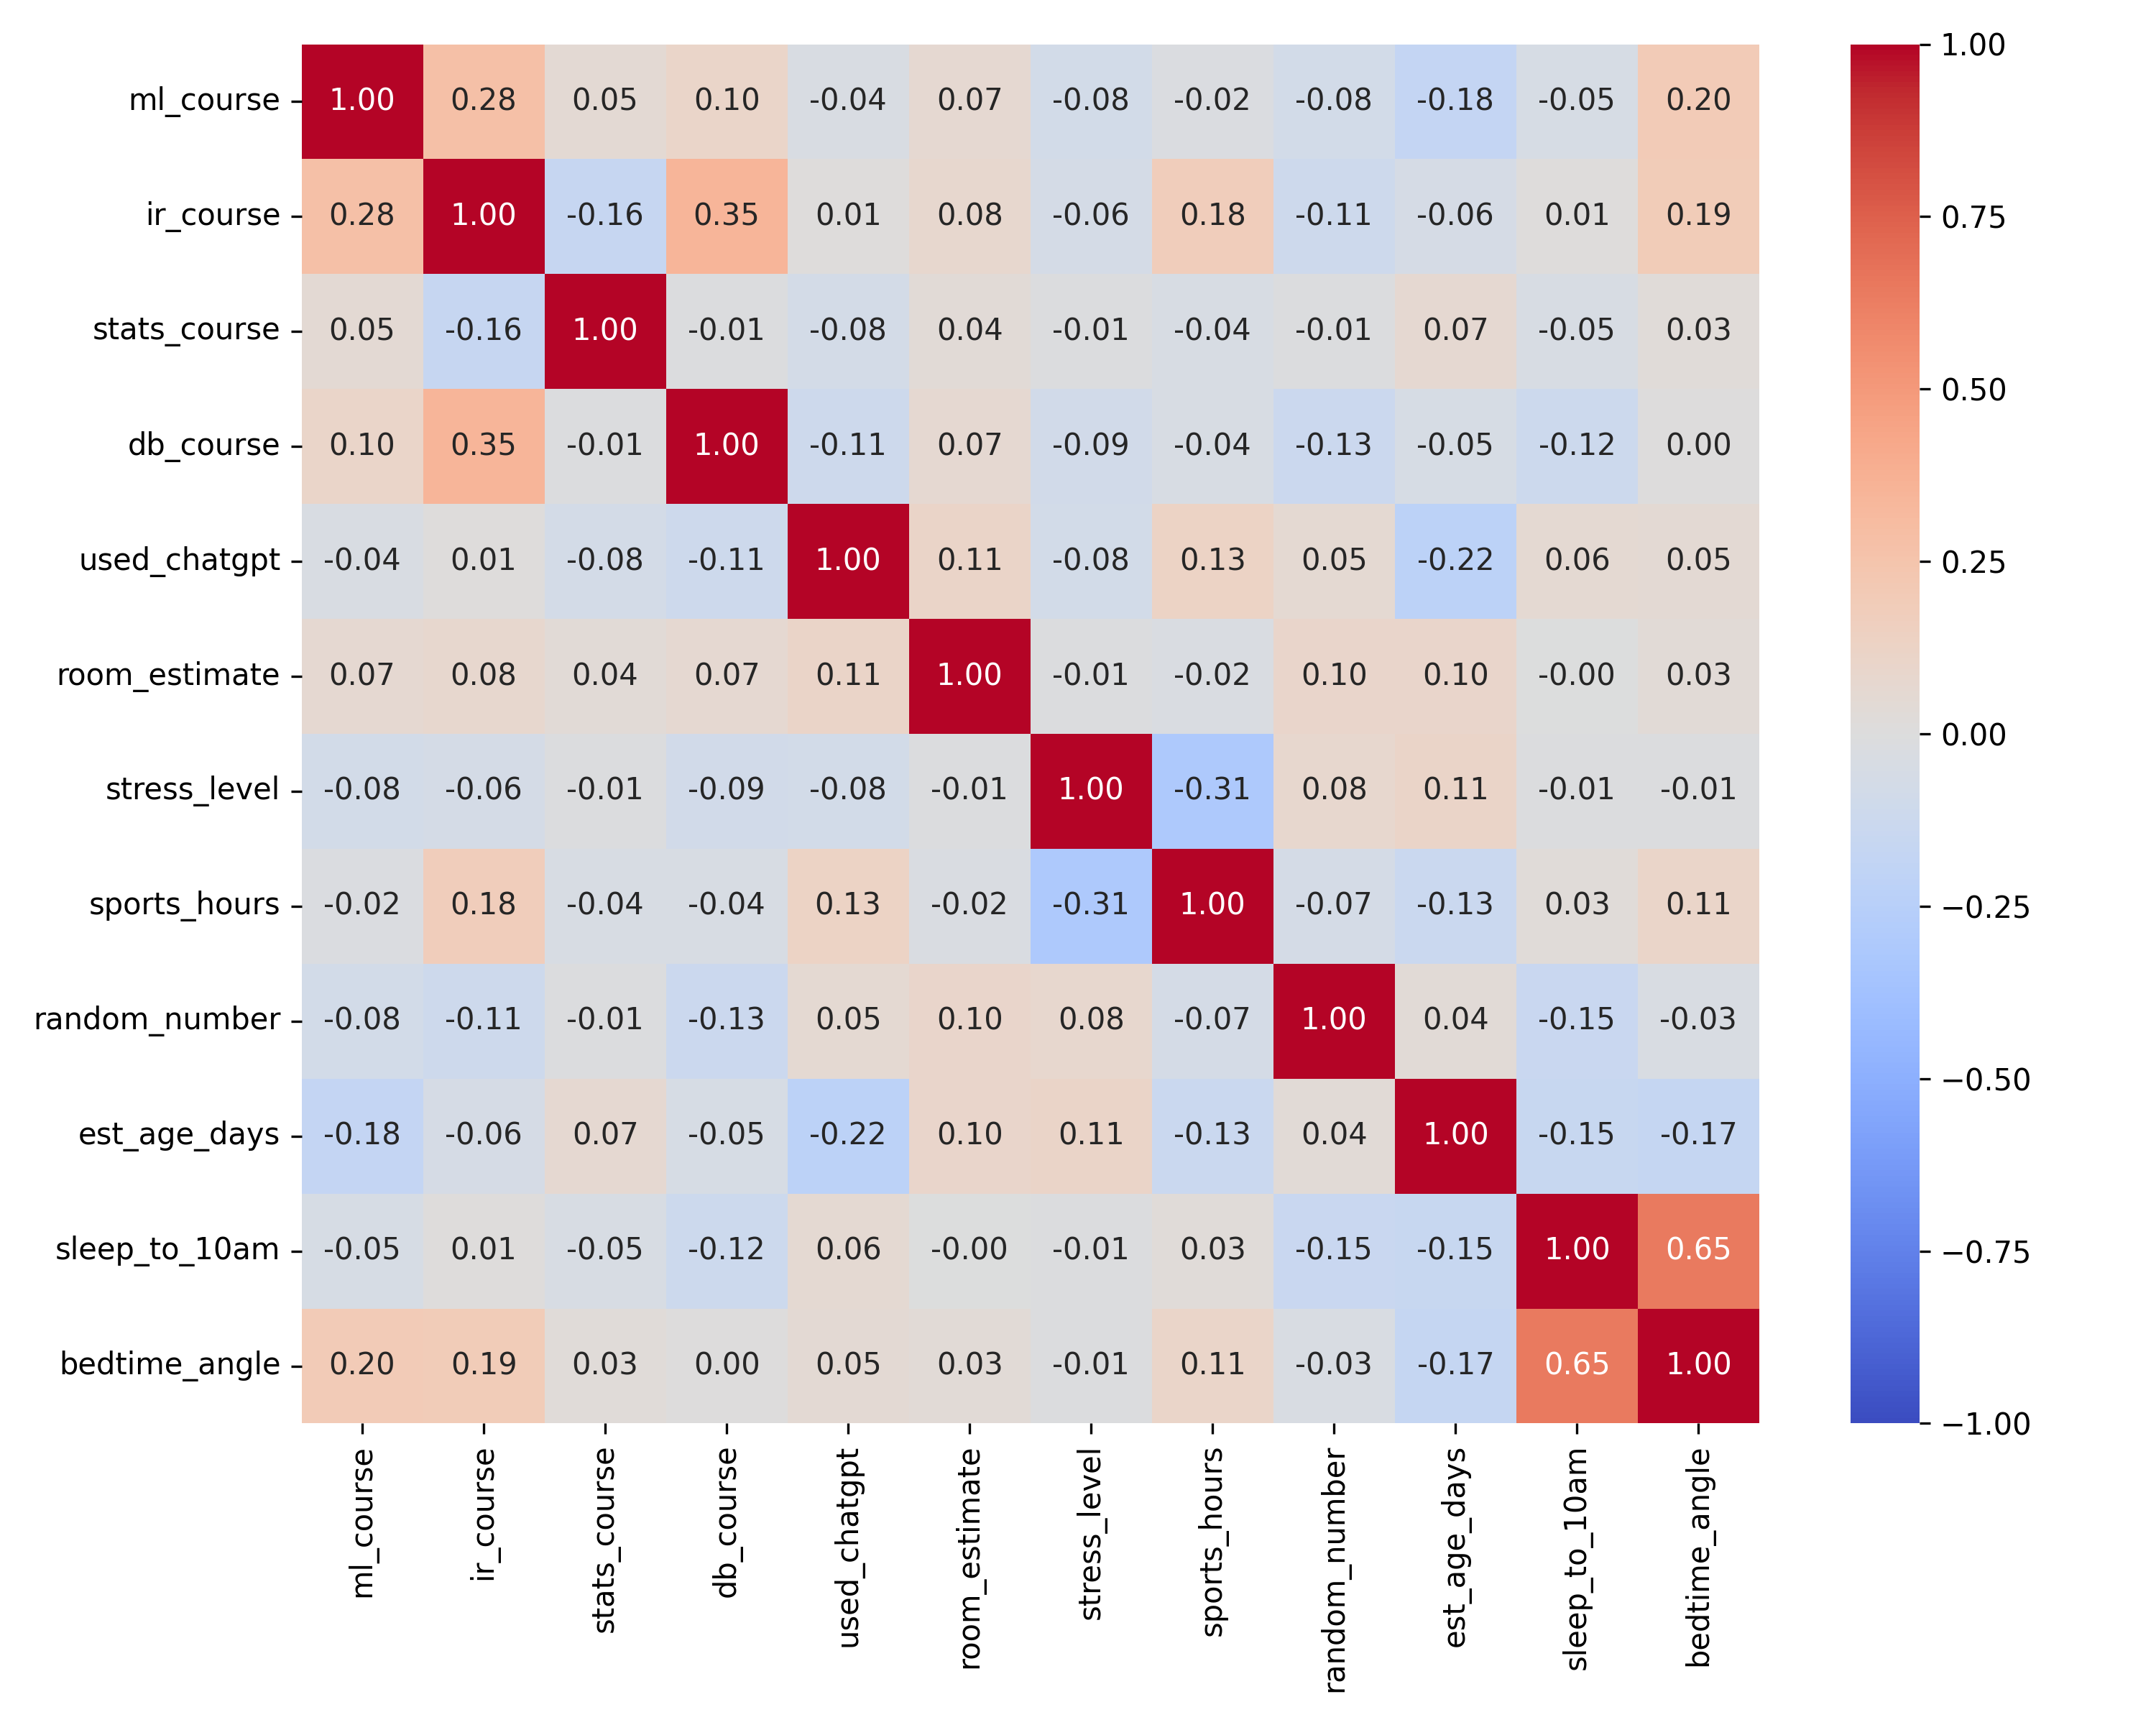 ml_course 1.00 0.28 0.05 0.10 -0.04 0.07 -0.08 -0.02 -0.08 -0.18 -0.05 0.20
ir_course 0.28 1.00 -0.16 0.35 0.01 0.08 -0.06 0.18 -0.11 -0.06 0.01 0.19
stats_course 0.05 -0.16 1.00 -0.01 -0.08 0.04 -0.01 -0.04 -0.01 0.07 -0.05 0.03
db_course 0.10 0.35 -0.01 1.00 -0.11 0.07 -0.09 -0.04 -0.13 -0.05 -0.12 0.00
used_chatgpt -0.04 0.01 -0.08 -0.11 1.00 0.11 -0.08 0.13 0.05 -0.22 0.06 0.05
room_estimate 0.07 0.08 0.04 0.07 0.11 1.00 -0.01 -0.02 0.10 0.10 -0.00 0.03
stress_level -0.08 -0.06 -0.01 -0.09 -0.08 -0.01 1.00 -0.31 0.08 0.11 -0.01 -0.01
sports_hours -0.02 0.18 -0.04 -0.04 0.13 -0.02 -0.31 1.00 -0.07 -0.13 0.03 0.11
random_number -0.08 -0.11 -0.01 -0.13 0.05 0.10 0.08 -0.07 1.00 0.04 -0.15 -0.03
est_age_days -0.18 -0.06 0.07 -0.05 -0.22 0.10 0.11 -0.13 0.04 1.00 -0.15 -0.17
sleep_to_10am -0.05 0.01 -0.05 -0.12 0.06 -0.00 -0.01 0.03 -0.15 -0.15 1.00 0.65
bedtime_angle 0.20 0.19 0.03 0.00 0.05 0.03 -0.01 0.11 -0.03 -0.17 0.65 1.00
ml_course
ir_course
stats_course
db_course
used_chatgpt
room_estimate
stress_level
sports_hours
random_number
est_age_days
sleep_to_10am
bedtime_angle
1.00
0.75
0.50
0.25
0.00
−0.25
−0.50
−0.75
−1.00